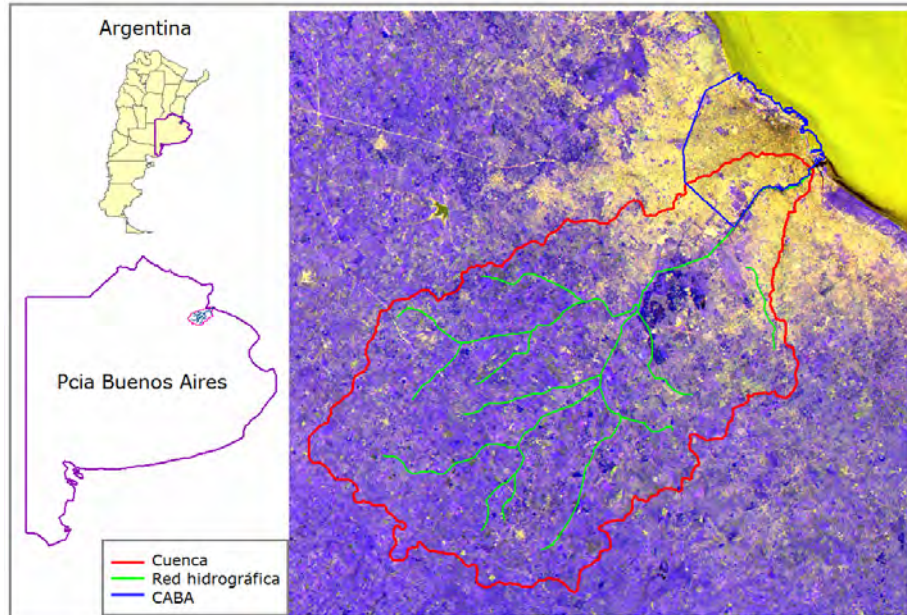 Argentina
Pcia Buenos Aires
Cuenca
Red hidrográfica
CABA